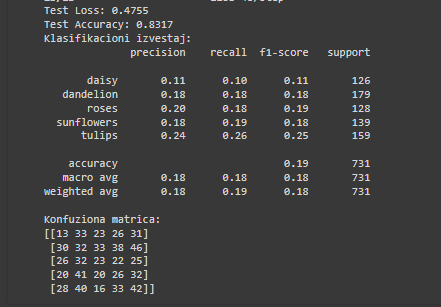 Test Loss: 0.4755
Test Accuracy: 0.8317
Klasifikacioni izvestaj:
precision recall f1-score support
daisy 0.11 0.10 0.11 126
dandelion 0.18 0.18 0.18 179
roses 0.20 0.18 0.19 128
sunflowers 0.18 0.19 0.18 139
tulips 0.24 0.26 0.25 159
accuracy 0.19 731
macro avg 0.18 0.18 0.18 731
weighted avg 0.18 0.19 0.18 731
Konfuziona matrica:
[[13 33 23 26 31]
[30 32 33 38 46]
[26 32 23 22 25]
[20 41 20 26 32]
[28 40 16 33 42]]